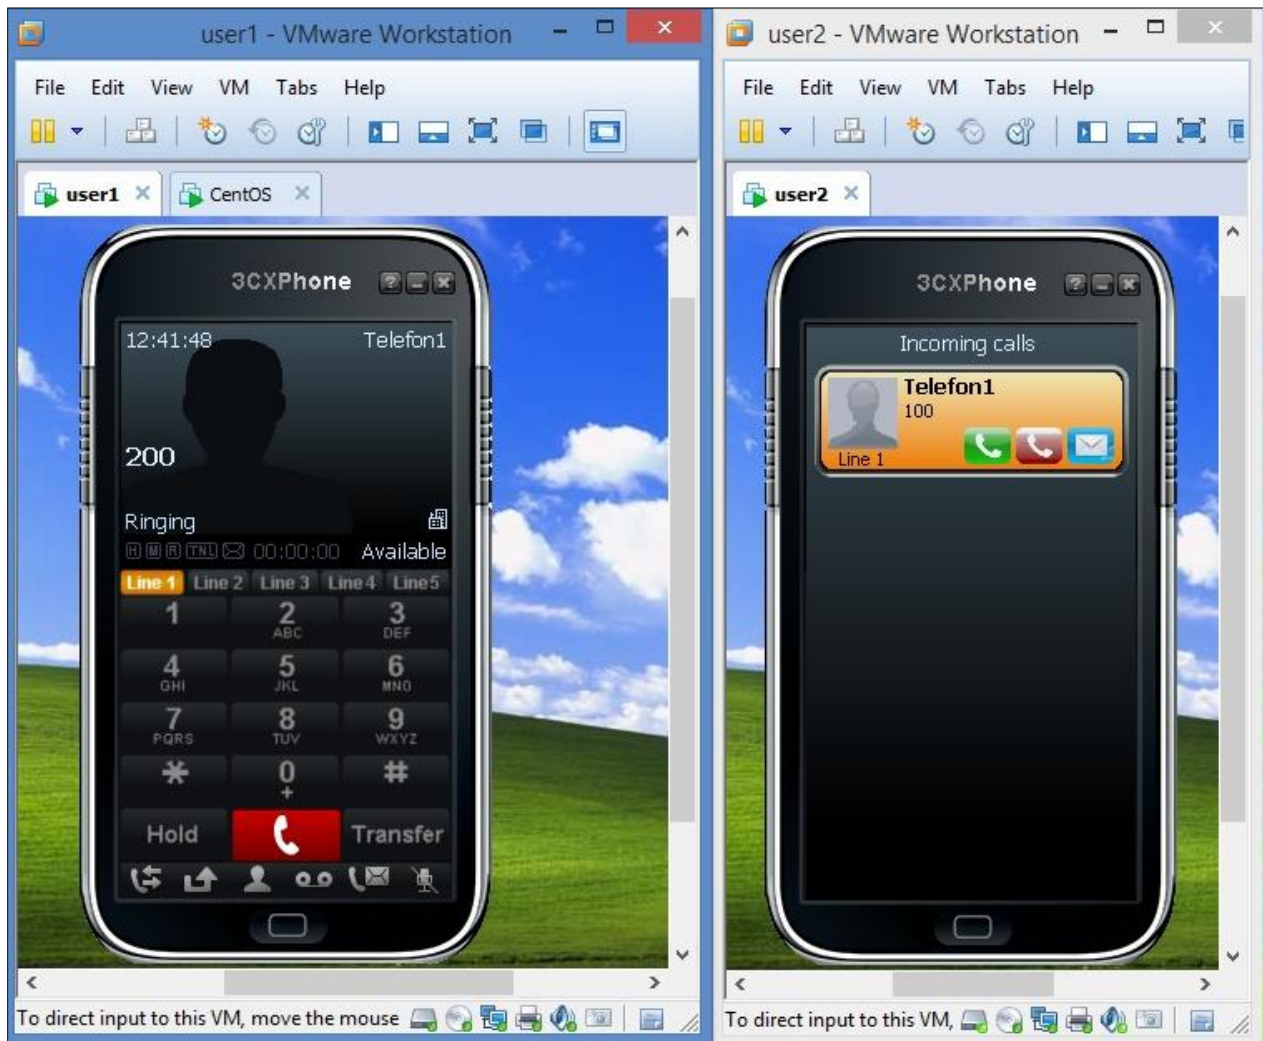 user1 - VMware Workstation
File Edit View VM Tabs Help
user1 CentOS
3CXPhone
12:41:48 Telefon1
200
Ringing
H M R TNL 00:00:00 Available
Line 1 Line 2 Line 3 Line 4 Line5
1 2 3
ABC DEF
4 5 6
GHI JKL MNO
7 8 9
PQRS TUV WXYZ
* 0 #
+
Hold Transfer
To direct input to this VM, move the mouse
user2 - VMware Workstation
File Edit View VM Tabs Help
user2
3CXPhone
Incoming calls
Telefon1
100
Line 1
To direct input to this VM,